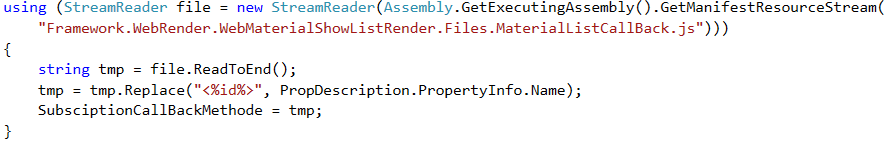 using (StreamReader file = new StreamReader(Assembly.GetExecutingAssembly().GetManifestResourceStream(
"Framework.WebRender.WebMaterialShowListRender.Files.MaterialListCallBack.js")))
{
string tmp = file.ReadToEnd();
tmp = tmp.Replace("<%id%>", PropDescription.PropertyInfo.Name);
SubsciptionCallBackMethode = tmp;
}